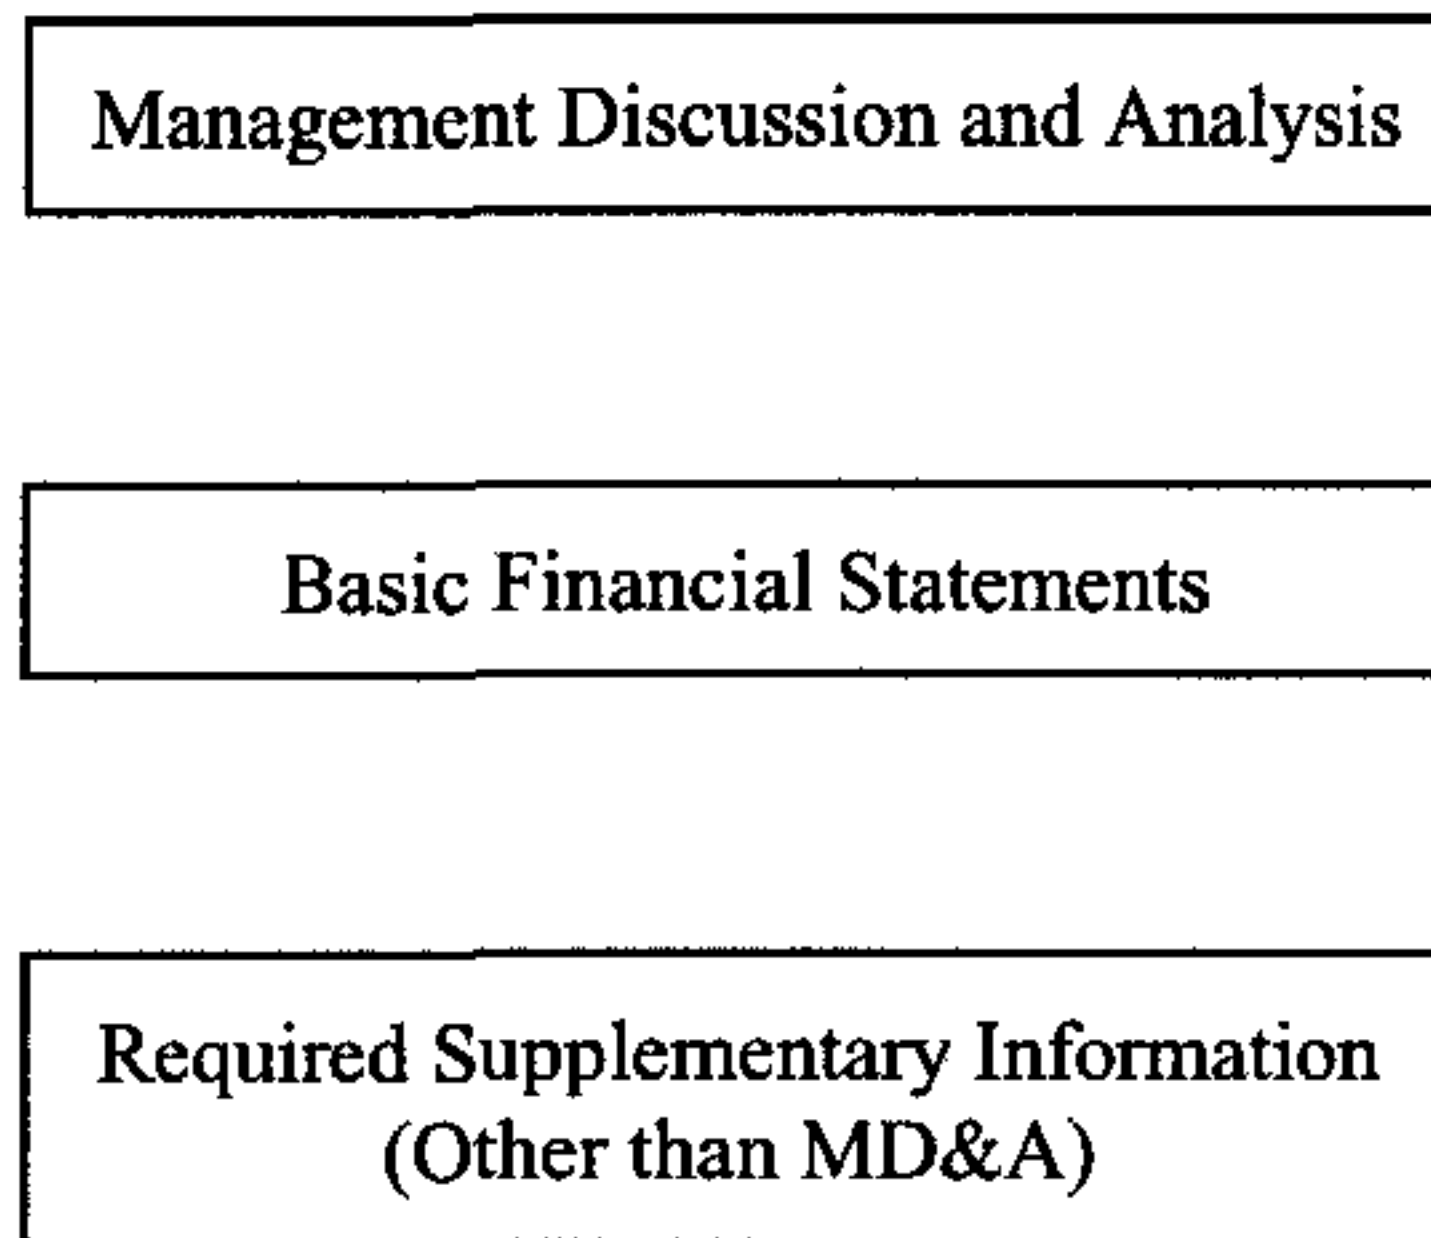 Management Discussion and Analysis
Basic Financial Statements
Required Supplementary Information
(Other than MD&A)